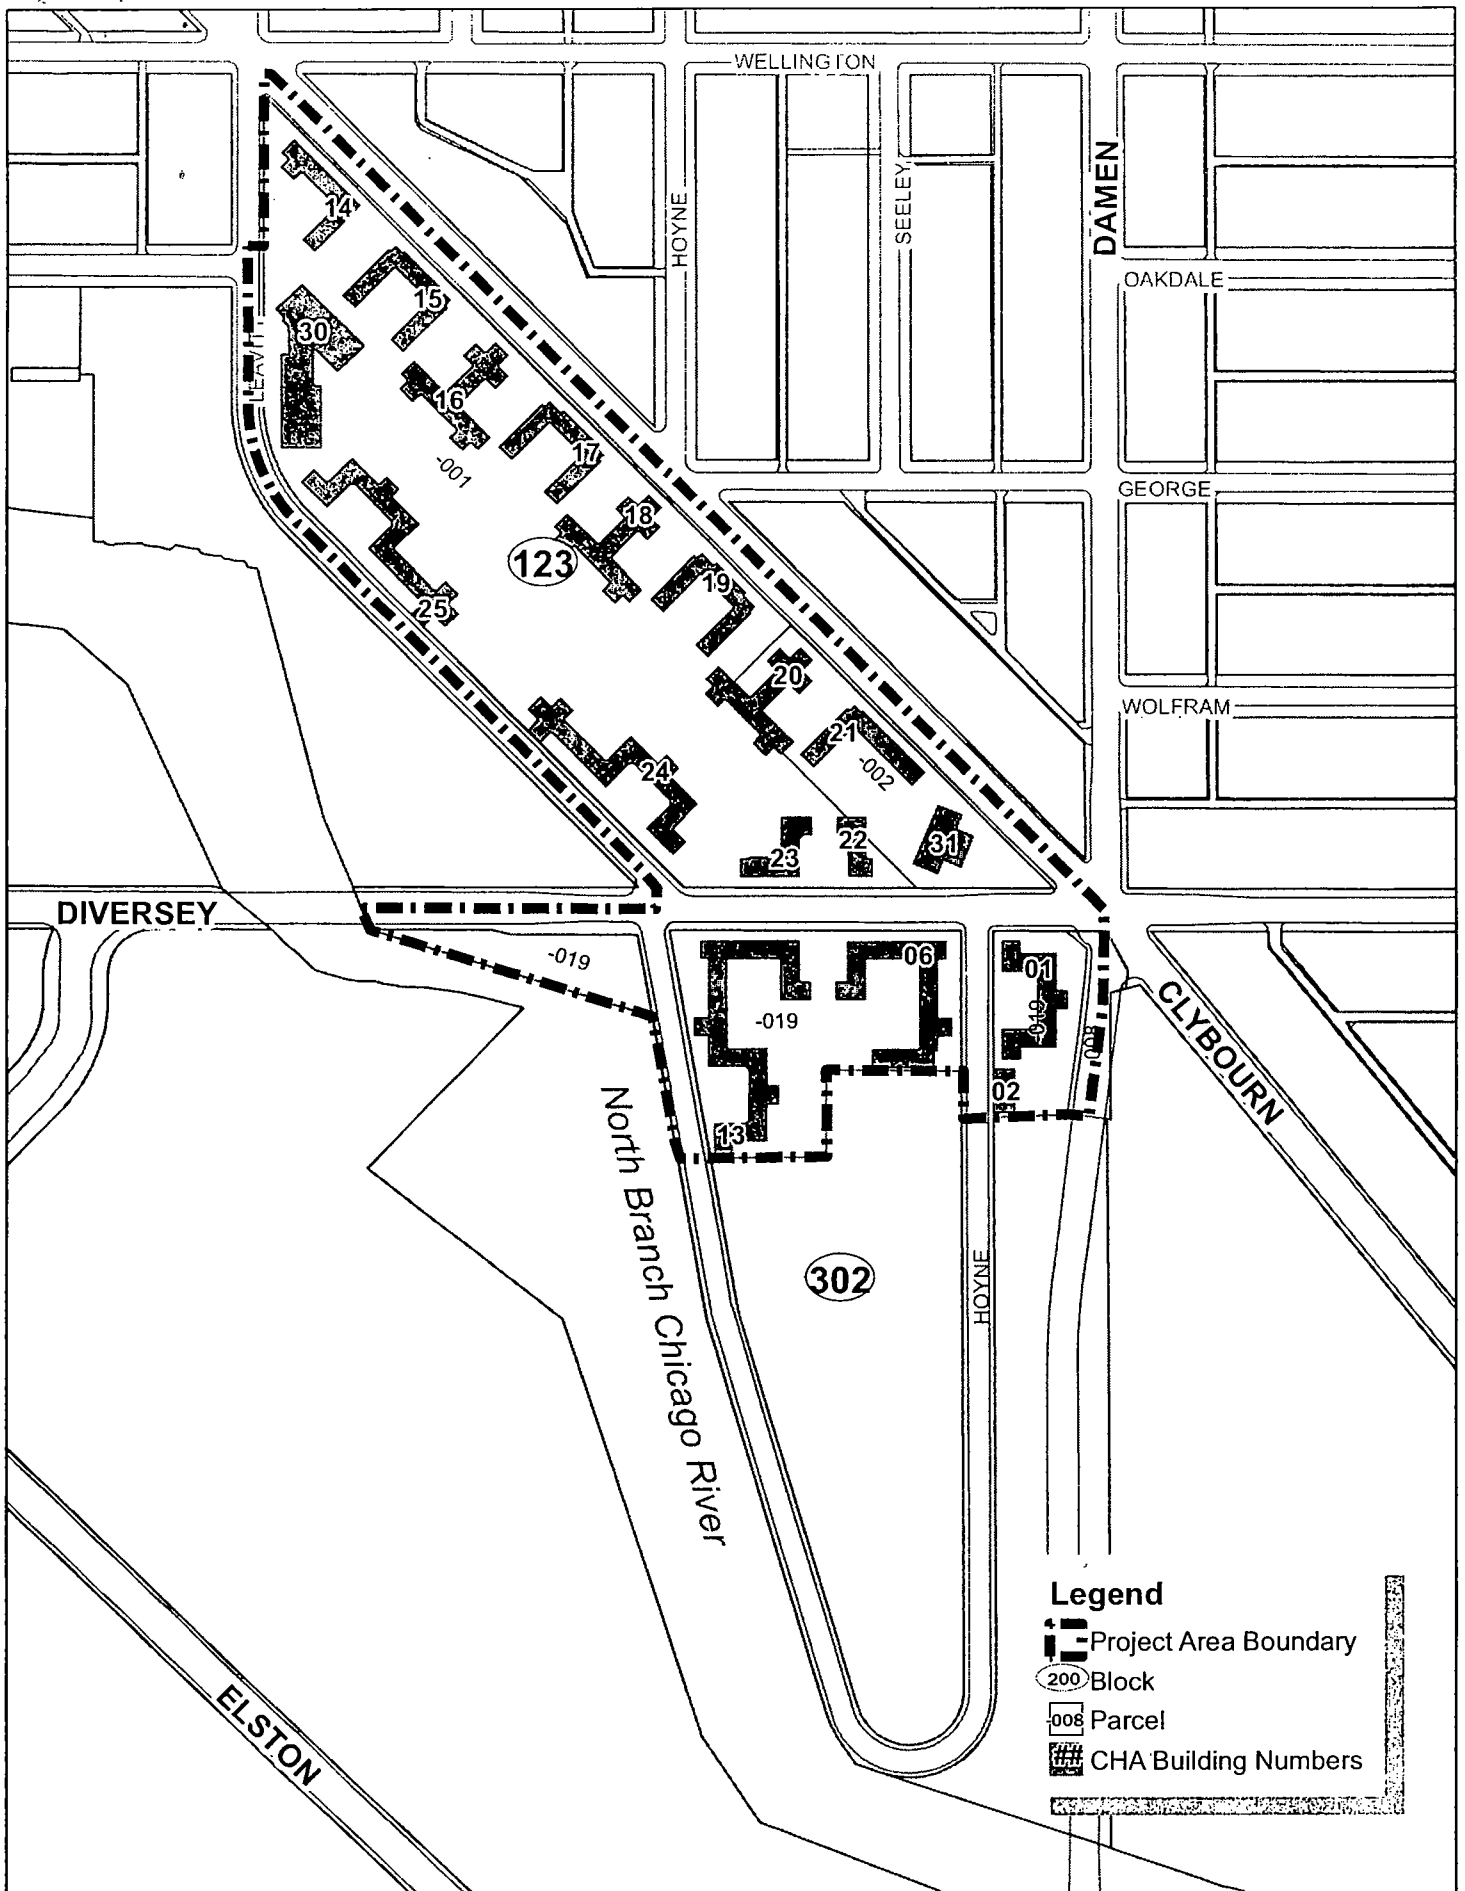 WELLINGTON
DAMEN
SEELEY
HOYNE
14
OAKDALE
15
30
LEAVITT
16
17
-001
GEORGE
18
123
19
25
20
WOLFRAM
21
-002
24
22
31
23
DIVERSEY
-019
06
01
-019
-019
CLYBOURN
-008
02
13
North Branch Chicago River
302
HOYNE
Legend
Project Area Boundary
200 Block
-008 Parcel
## CHA Building Numbers
ELSTON